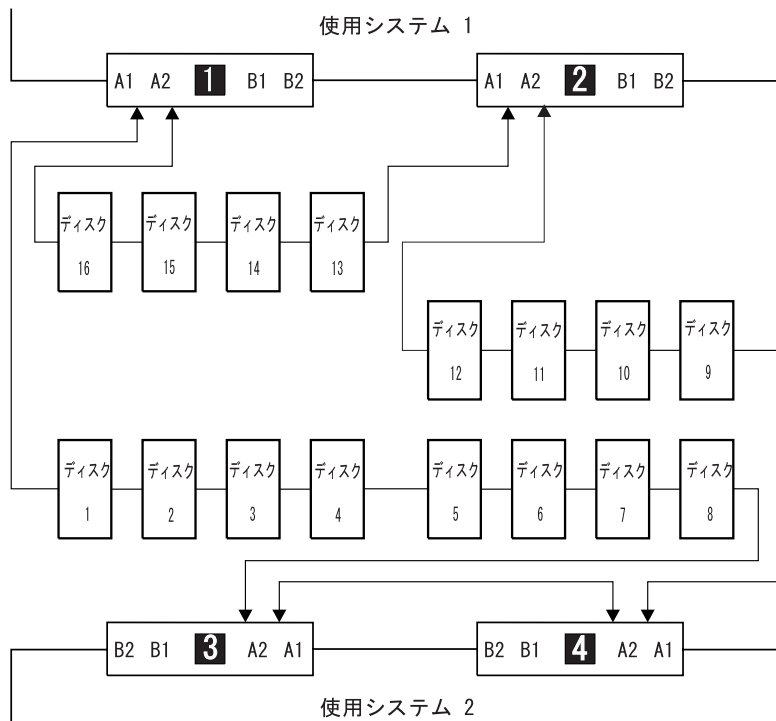 使用システム 1
A1 A2 1 B1 B2
A1 A2 2 B1 B2
ディスク
16
ディスク
15
ディスク
14
ディスク
13
ディスク
12
ディスク
11
ディスク
10
ディスク
9
ディスク
1
ディスク
2
ディスク
3
ディスク
4
ディスク
5
ディスク
6
ディスク
7
ディスク
8
B2 B1 3 A2 A1
B2 B1 4 A2 A1
使用システム 2